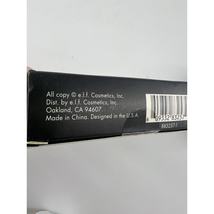 All copy © e.l.f. Cosmetics, Inc.
Dist. by e.l.f. Cosmetics, Inc.
Oakland, CA 94607.
Made in China. Designed in the U.S.A.